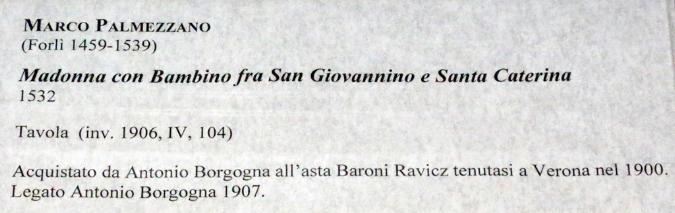 MARCO PALMEZZANO
(Forlì 1459-1539)
Madonna con Bambino fra San Giovannino e Santa Caterina
1532
Tavola (inv. 1906, IV, 104)
Acquistato da Antonio Borgogna all'asta Baroni Ravicz tenutasi a Verona nel 1900.
Legato Antonio Borgogna 1907.